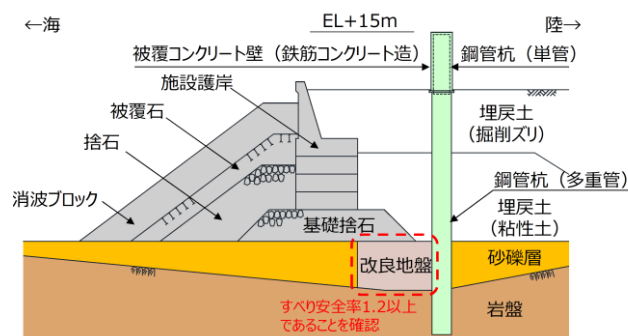 ←海
EL+15m
陸→
被覆コンクリート壁（鉄筋コンクリート造）
鋼管杭（単管）
施設護岸
被覆石
捨石
消波ブロック
埋戻土
（掘削ズリ）
鋼管杭（多重管）
埋戻土
（粘性土）
基礎捨石
改良地盤
砂礫層
すべり安全率1.2以上
であることを確認
岩盤